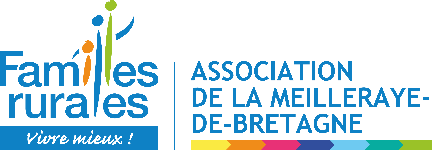 Familles
rurales
Vivre mieux !
ASSOCIATION
DE LA MEILLERAYE-
DE-BRETAGNE